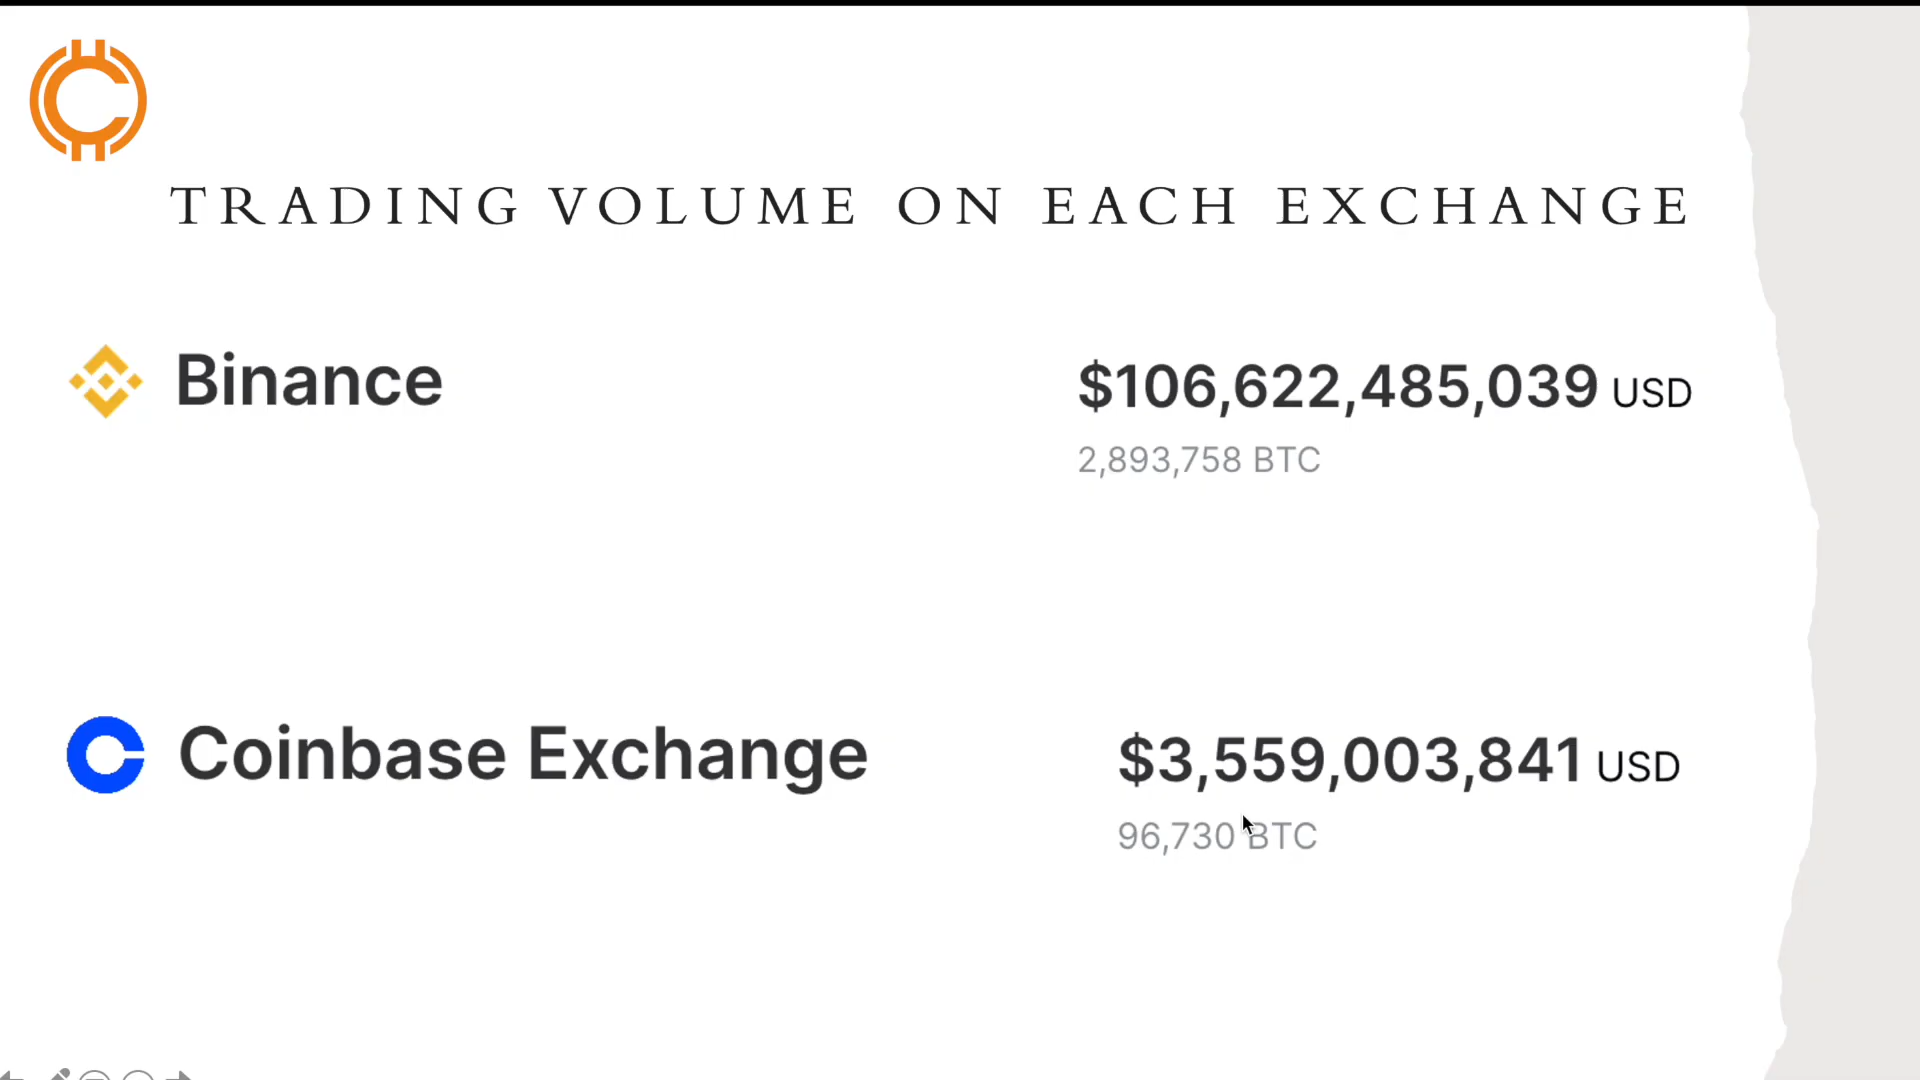 TRADING VOLUME ON EACH EXCHANGE
Binance
$106,622,485,039 USD
2,893,758 BTC
Coinbase Exchange
$3,559,003,841 USD
96,730 BTC